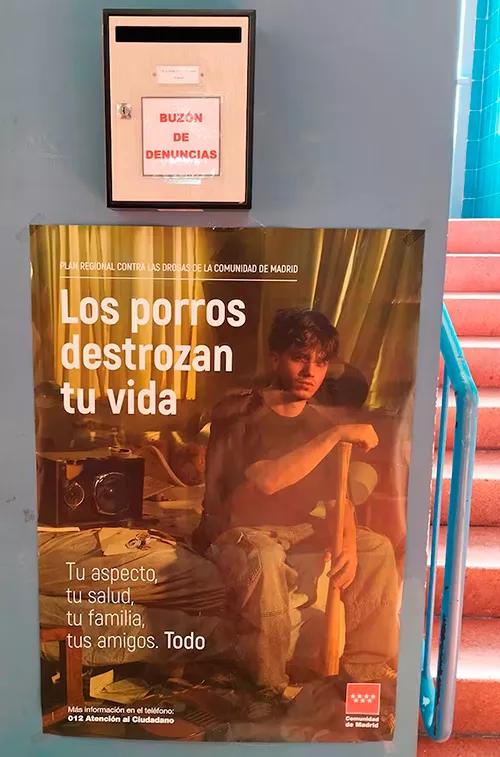 BUZÓN
DE
DENUNCIAS
PLAN REGIONAL CONTRA LAS DROGAS DE LA COMUNIDAD DE MADRID
Los porros
destrozan
tu vida
Tu aspecto,
tu salud,
tu familia,
tus amigos. Todo
Más información en el teléfono:
012 Atención al Ciudadano
Comunidad
de Madrid